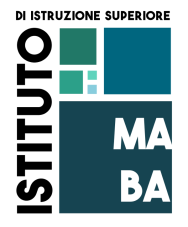 DI ISTRUZIONE SUPERIORE
ISTITUTO
MA
BA